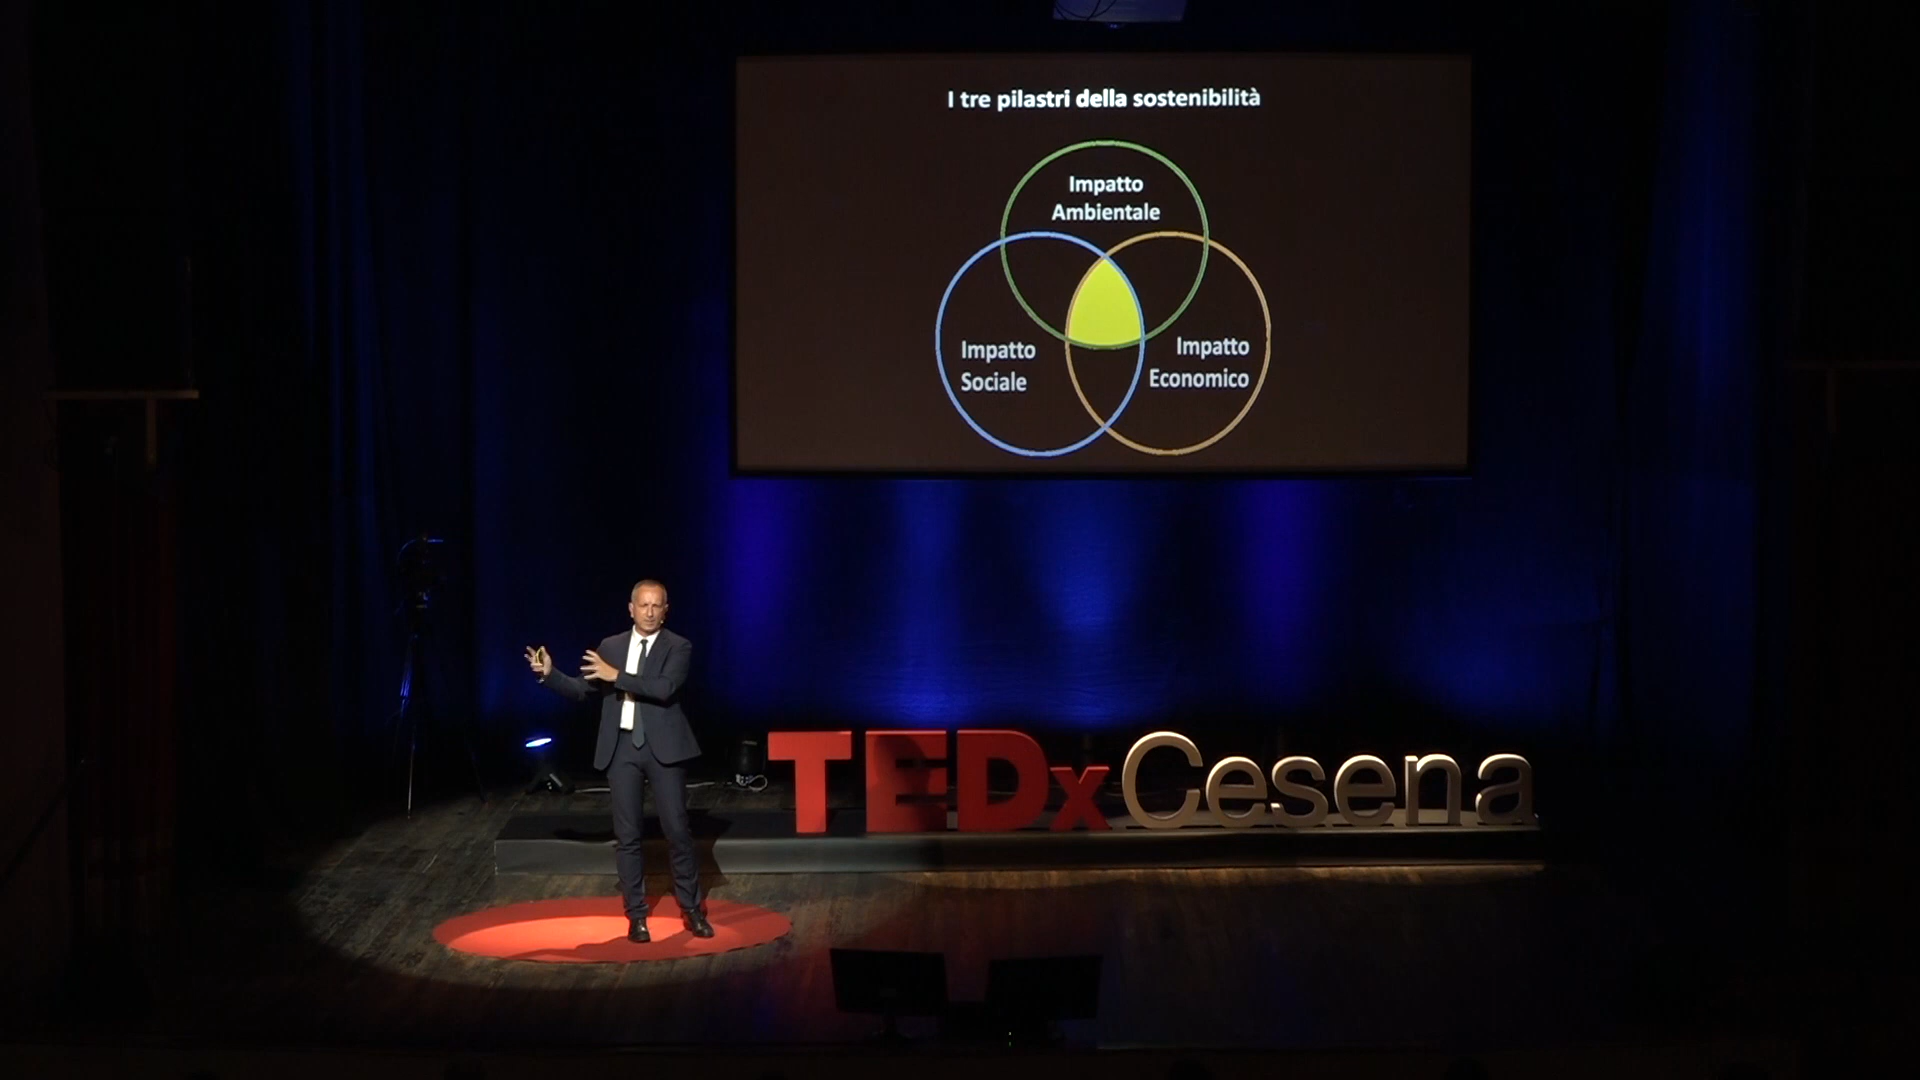 I tre pilastri della sostenibilità
Impatto
Ambientale
Impatto
Sociale
Impatto
Economico
TEDxCesena